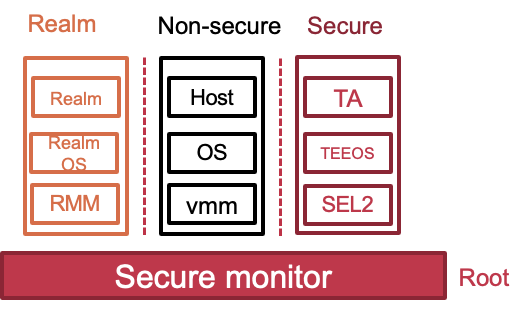 Realm
Non-secure
Secure
Realm
Host
TA
Realm
OS
OS
TEEOS
RMM
vmm
SEL2
Secure monitor
Root